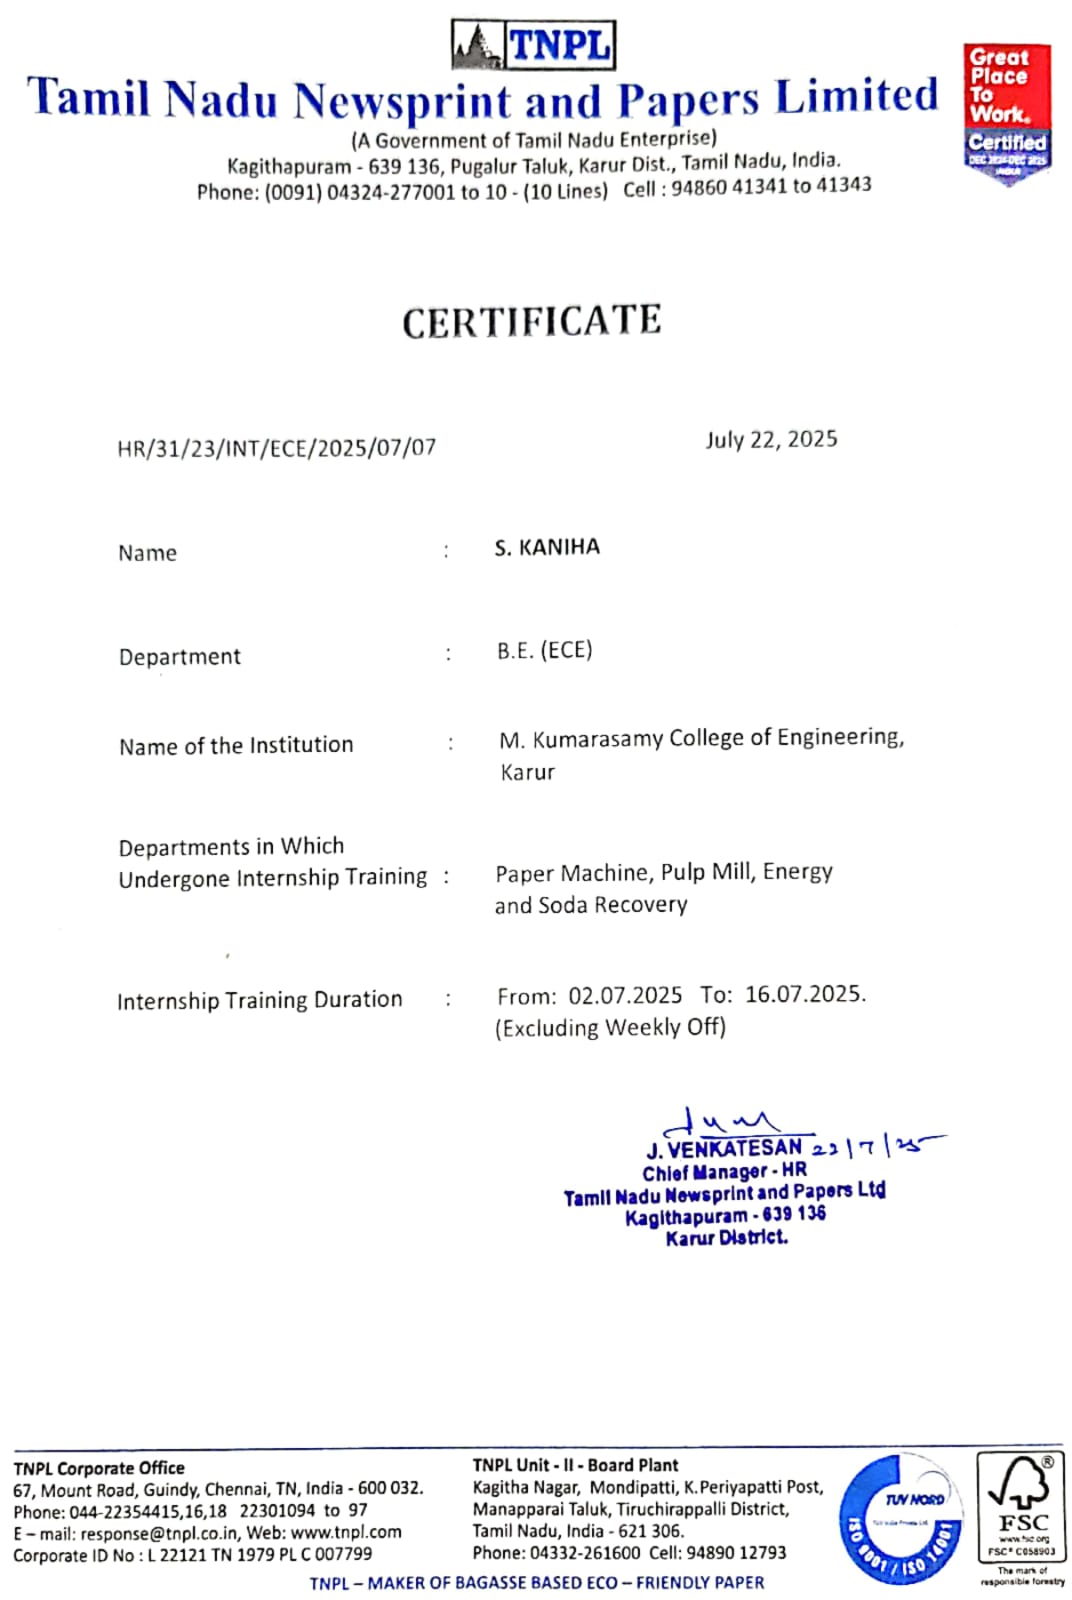 TNPL
Tamil Nadu Newsprint and Papers Limited
(A Government of Tamil Nadu Enterprise)
Kagithapuram - 639 136, Pugalur Taluk, Karur Dist., Tamil Nadu, India.
Phone: (0091) 04324-277001 to 10 - (10 Lines) Cell : 94860 41341 to 41343
Great
Place
To
Work.
Certified
DEC 2024-DEC 2025
INDIA
CERTIFICATE
HR/31/23/INT/ECE/2025/07/07 July 22, 2025
Name : S. KANIHA
Department : B.E. (ECE)
Name of the Institution : M. Kumarasamy College of Engineering,
Karur
Departments in Which
Undergone Internship Training : Paper Machine, Pulp Mill, Energy
and Soda Recovery
Internship Training Duration : From: 02.07.2025 To: 16.07.2025.
(Excluding Weekly Off)
J. VENKATESAN 22/7/25
Chief Manager - HR
Tamil Nadu Newsprint and Papers Ltd
Kagithapuram - 639 136
Karur District.
TNPL Corporate Office
67, Mount Road, Guindy, Chennai, TN, India - 600 032.
Phone: 044-22354415,16,18 22301094 to 97
E – mail: response@tnpl.co.in, Web: www.tnpl.com
Corporate ID No : L 22121 TN 1979 PL C 007799
TNPL Unit - II - Board Plant
Kagitha Nagar, Mondipatti, K.Periyapatti Post,
Manapparai Taluk, Tiruchirappalli District,
Tamil Nadu, India - 621 306.
Phone: 04332-261600 Cell: 94890 12793
TUV NORD
TUV India Private Ltd.
ISO 9001 / ISO 14001
®
FSC
www.fsc.org
FSC® C058903
The mark of
responsible forestry
TNPL – MAKER OF BAGASSE BASED ECO – FRIENDLY PAPER